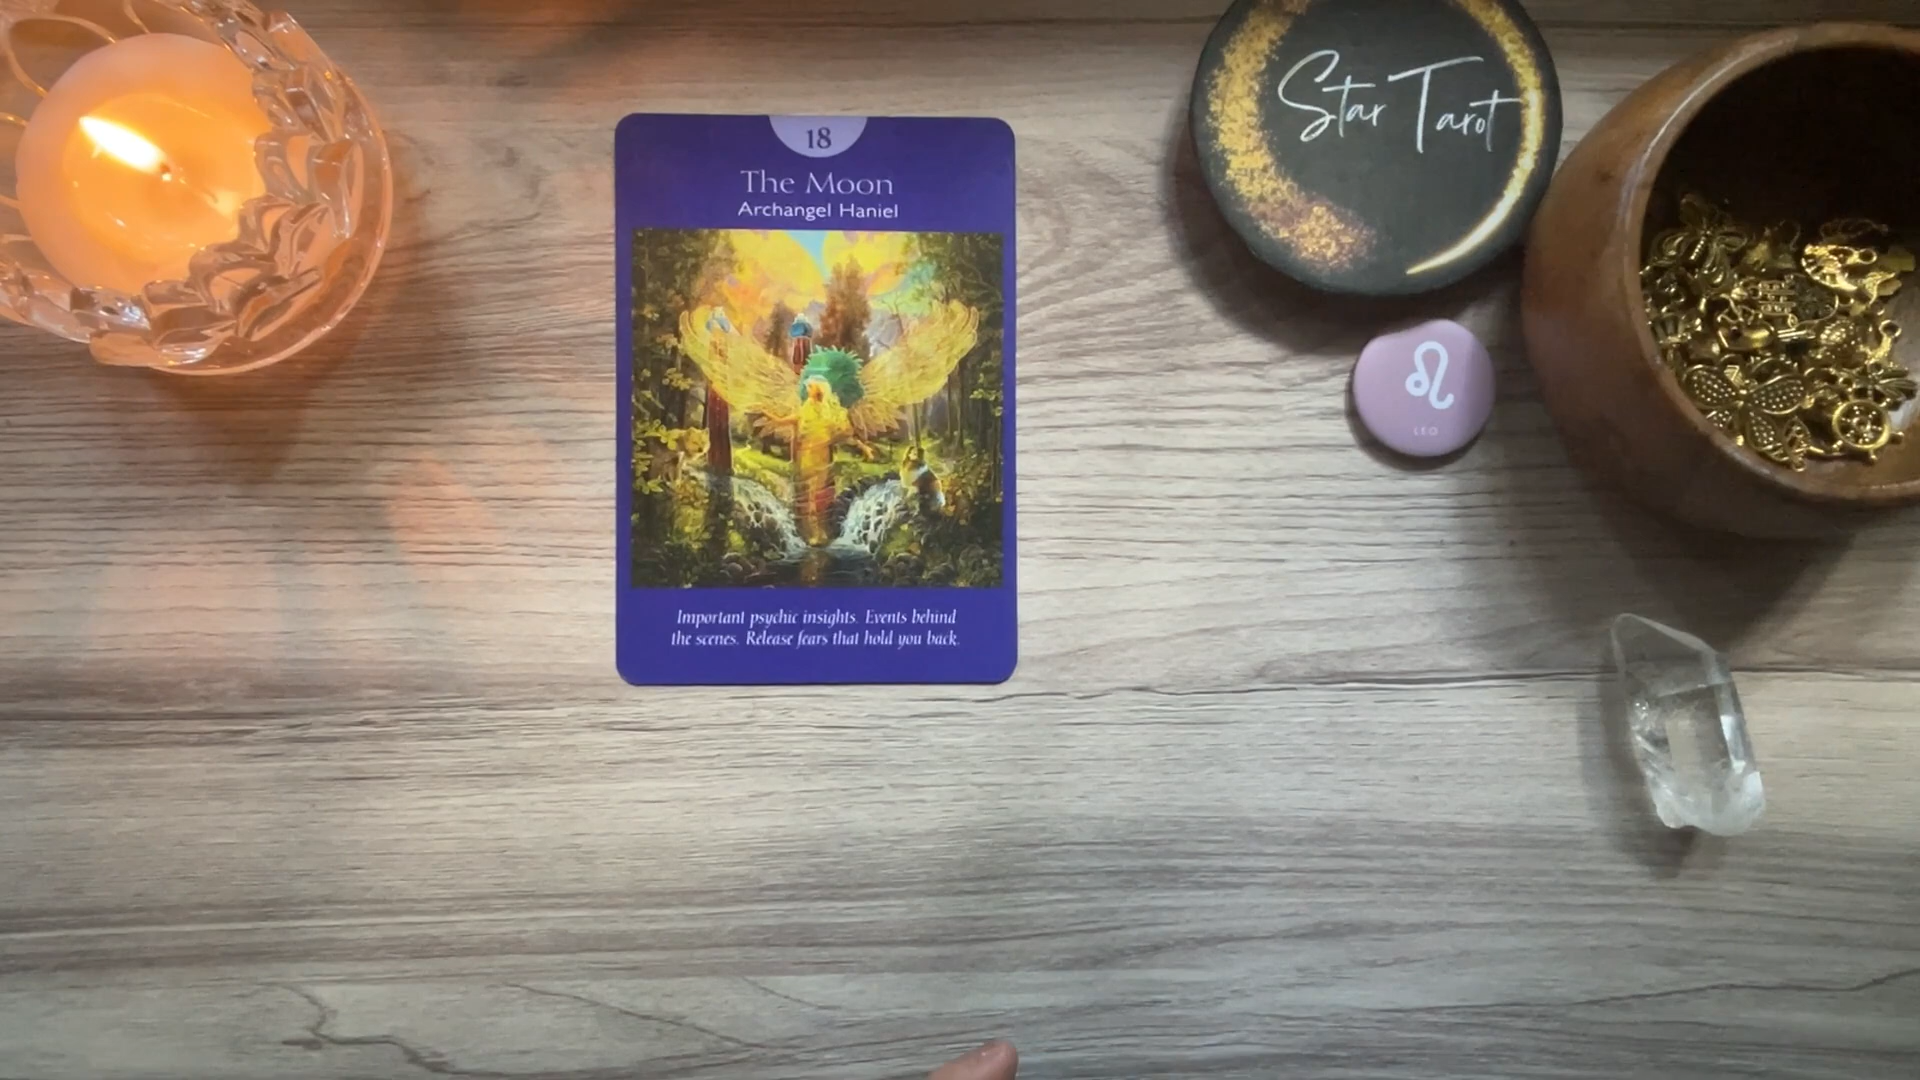 18
The Moon
Archangel Haniel
Important psychic insights. Events behind
the scenes. Release fears that hold you back.
Star Tarot
LEO